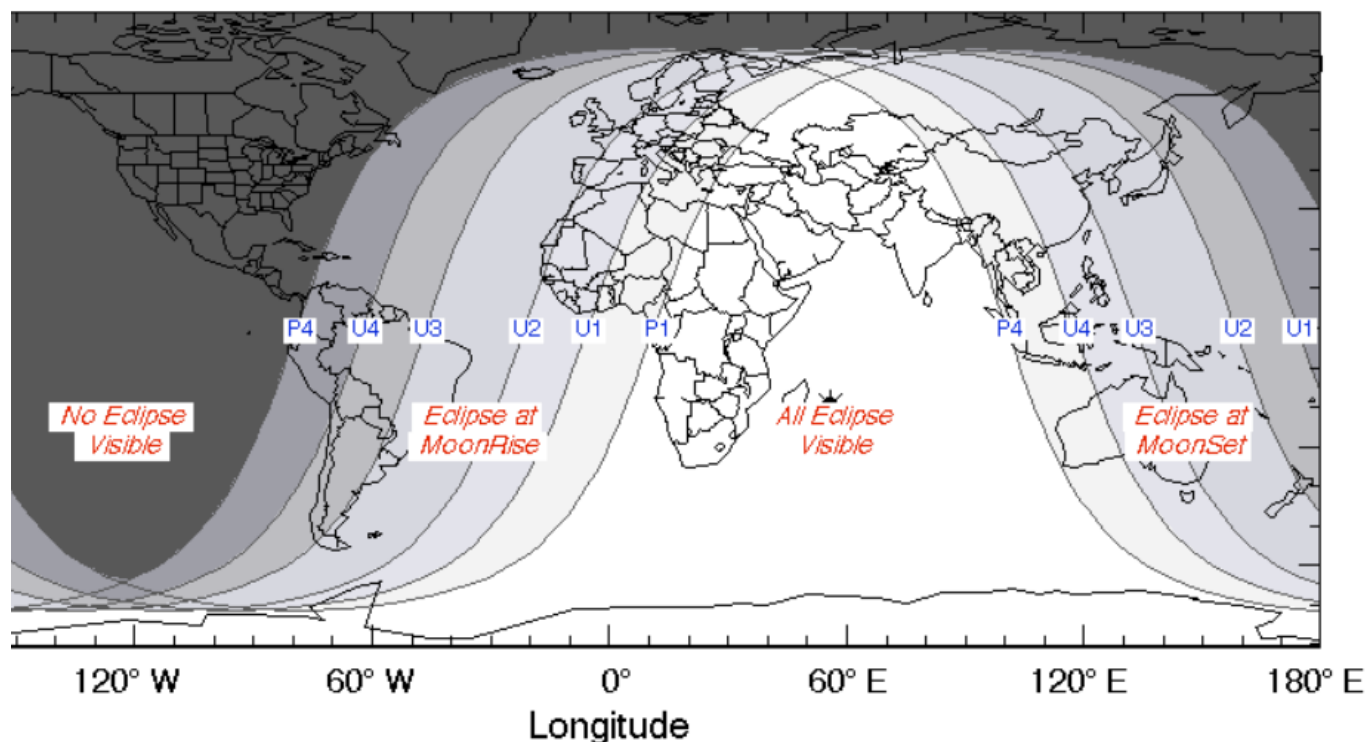 P4 U4 U3 U2 U1 P1 P4 U4 U3 U2 U1
No Eclipse
Visible
Eclipse at
MoonRise
All Eclipse
Visible
Eclipse at
MoonSet
120° W 60° W 0° 60° E 120° E 180° E
Longitude